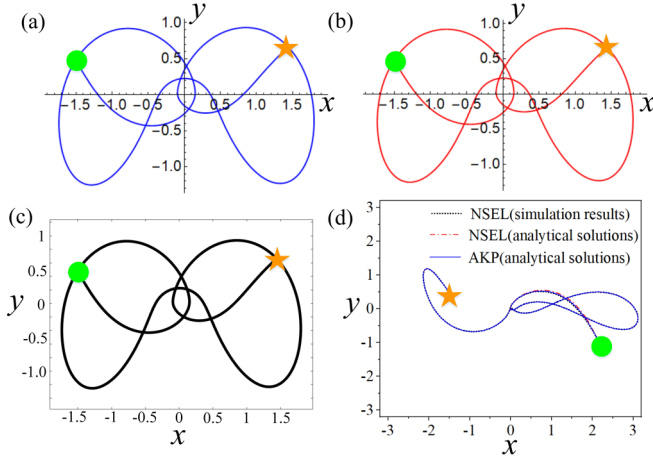 (a) y
1.0
0.5
-1.5 -1.0 -0.5 0.5 1.0 1.5 x
-0.5
-1.0
(b) y
1.0
0.5
-1.5 -1.0 -0.5 0.5 1.0 1.5 x
-0.5
-1.0
(c)
1
0.5
y 0
-0.5
-1.0
-1.5 -1 -0.5 0 0.5 1 1.5
x
(d)
3
2
1
y 0
-1
-2
-3
-3 -2 -1 0 1 2 3
x
NSEL(simulation results)
NSEL(analytical solutions)
AKP(analytical solutions)